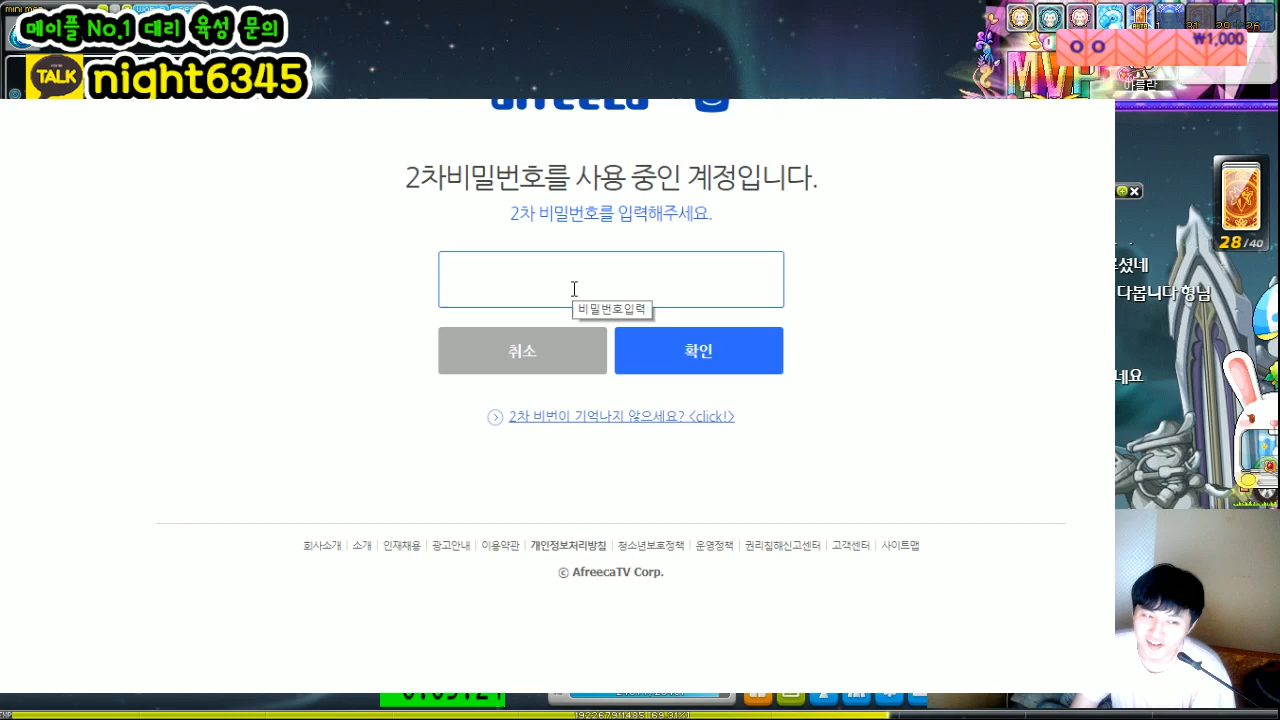 메이플 No.1 대리 육성 문의
TALK
night6345
₩1,000
MVP
아를란
AUTO
2차비밀번호를 사용 중인 계정입니다.
2차 비밀번호를 입력해주세요.
비밀번호입력
취소
확인
2차 비번이 기억나지 않으세요? <click!>
28/40
셨네
다봅니다 형님
네요
회사소개
소개
인재채용
광고안내
이용약관
개인정보처리방침
청소년보호정책
운영정책
권리침해신고센터
고객센터
사이트맵
© AfreecaTV Corp.